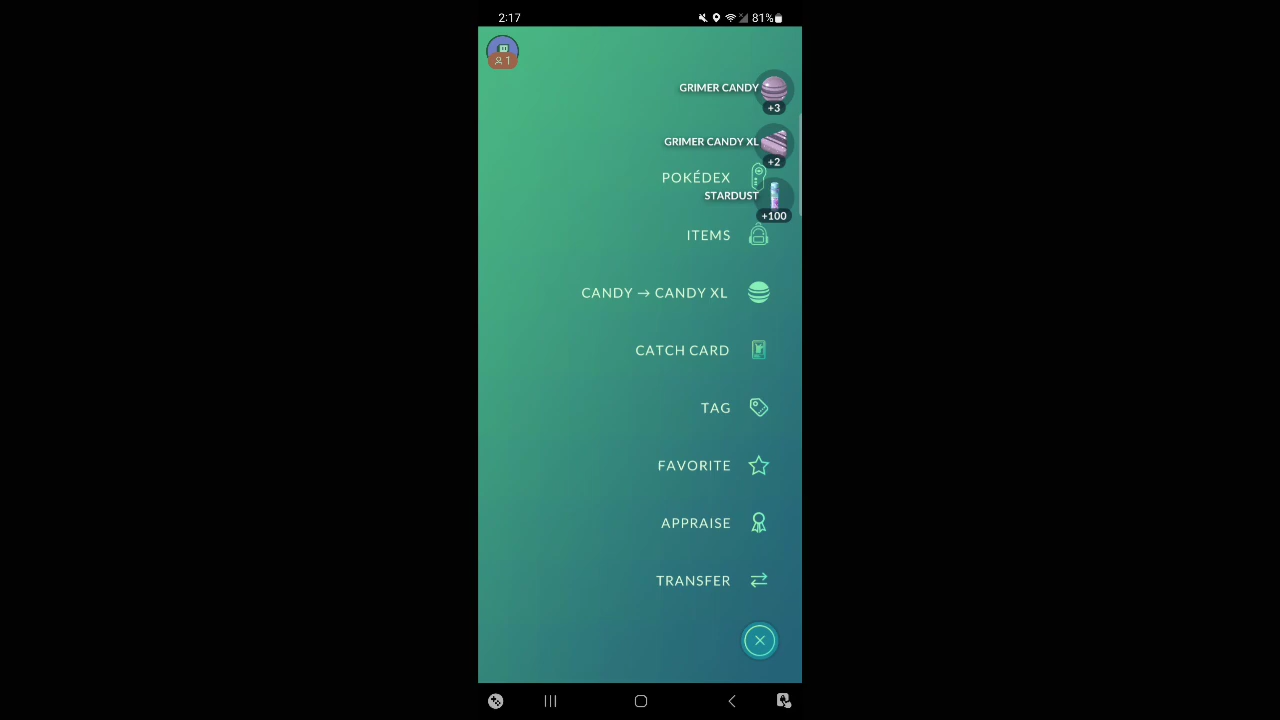 2:17
81%
1
GRIMER CANDY
+3
GRIMER CANDY XL
+2
POKÉDEX
STARDUST
+100
ITEMS
CANDY → CANDY XL
CATCH CARD
TAG
FAVORITE
APPRAISE
TRANSFER